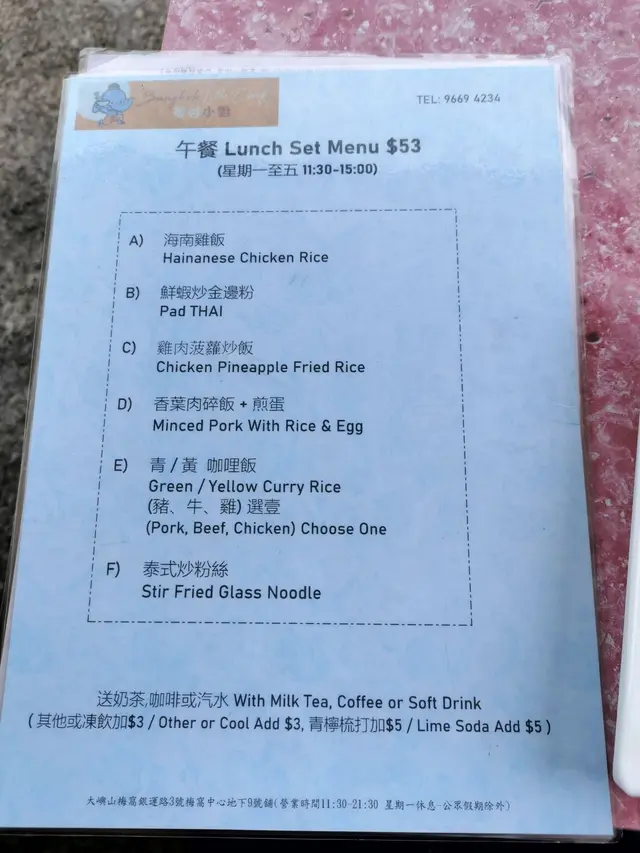 Bangkok
小
TEL: 9669 4234
午餐 Lunch Set Menu $53
(星期一至五 11:30-15:00)
A) 海南雞飯
Hainanese Chicken Rice
B) 鮮蝦炒金邊粉
Pad THAI
C) 雞肉菠蘿炒飯
Chicken Pineapple Fried Rice
D) 香葉肉碎飯 + 煎蛋
Minced Pork With Rice & Egg
E) 青 / 黃 咖哩飯
Green / Yellow Curry Rice
(豬、牛、雞) 選壹
(Pork, Beef, Chicken) Choose One
F) 泰式炒粉絲
Stir Fried Glass Noodle
送奶茶,咖啡或汽水 With Milk Tea, Coffee or Soft Drink
( 其他或凍飲加$3 / Other or Cool Add $3, 青檸梳打加$5 / Lime Soda Add $5 )
大嶼山梅窩銀運路3號梅窩中心地下9號舖(營業時間11:30-21:30 星期一休息-公眾假期除外)